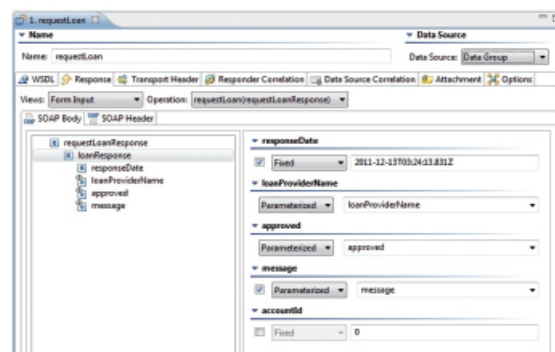 1. requestLoan
Name
Data Source
Name: requestLoan
Data Source: Data Group
WSDL Response Transport Header Responder Correlation Data Source Correlation Attachment Options
Views: Form Input Operation: requestLoan(requestLoanResponse)
SOAP Body SOAP Header
requestLoanResponse
loanResponse
responseDate
loanProviderName
approved
message
responseDate
Fixed 2011-12-13T03:24:13.831Z
loanProviderName
Parameterized loanProviderName
approved
Parameterized approved
message
Parameterized message
accountId
Fixed 0